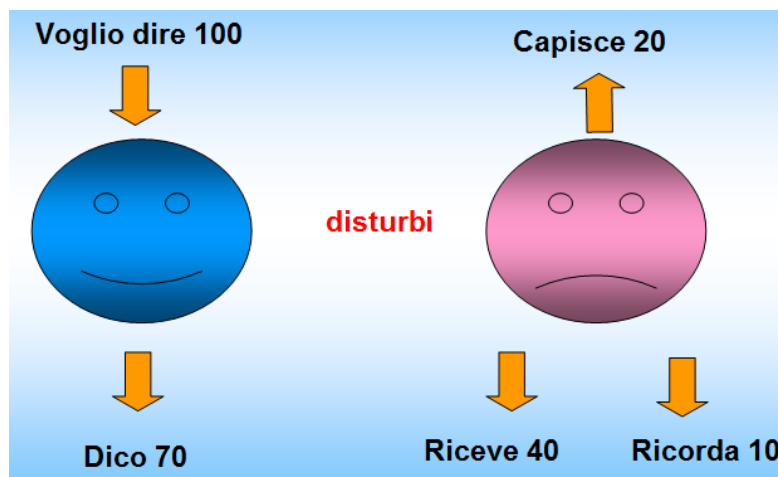 Voglio dire 100
Capisce 20
disturbi
Dico 70
Riceve 40
Ricorda 10